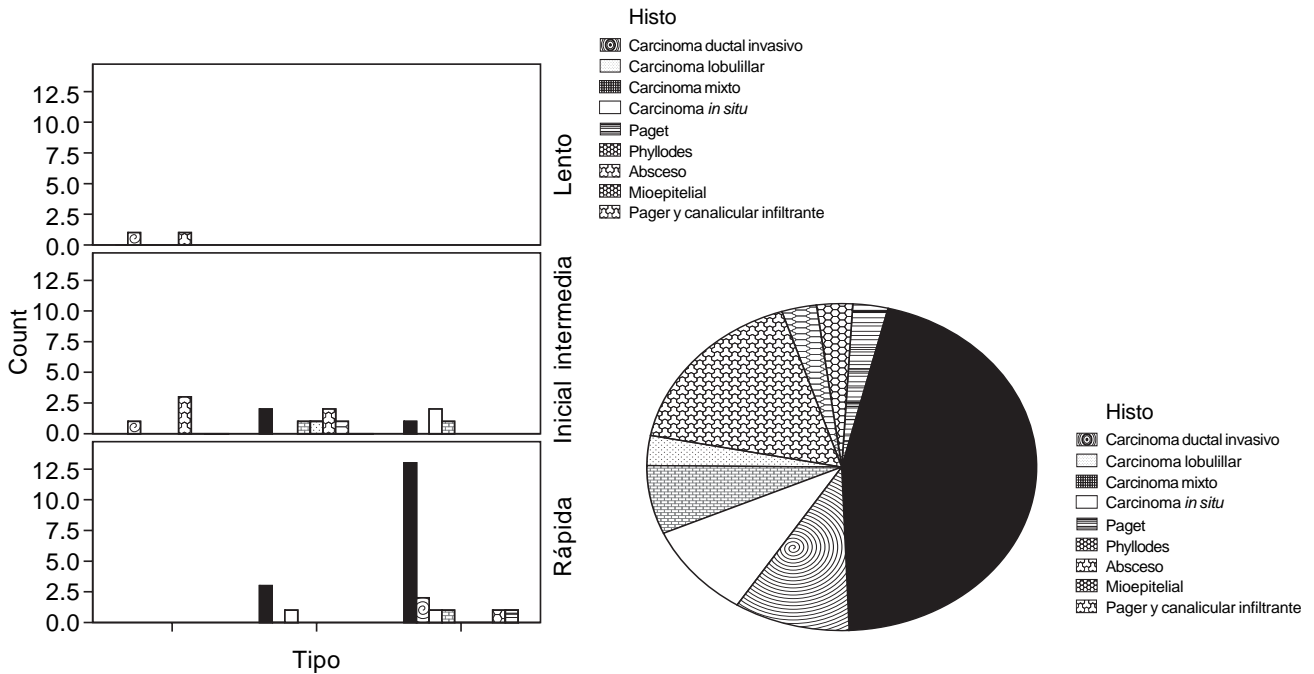 Histo
Carcinoma ductal invasivo
Carcinoma lobulillar
Carcinoma mixto
Carcinoma in situ
Paget
Phyllodes
Absceso
Mioepitelial
Pager y canalicular infiltrante
Count
12.5
10.0
7.5
5.0
2.5
0.0
Lento
12.5
10.0
7.5
5.0
2.5
0.0
Inicial intermedia
12.5
10.0
7.5
5.0
2.5
0.0
Rápida
Tipo
Histo
Carcinoma ductal invasivo
Carcinoma lobulillar
Carcinoma mixto
Carcinoma in situ
Paget
Phyllodes
Absceso
Mioepitelial
Pager y canalicular infiltrante